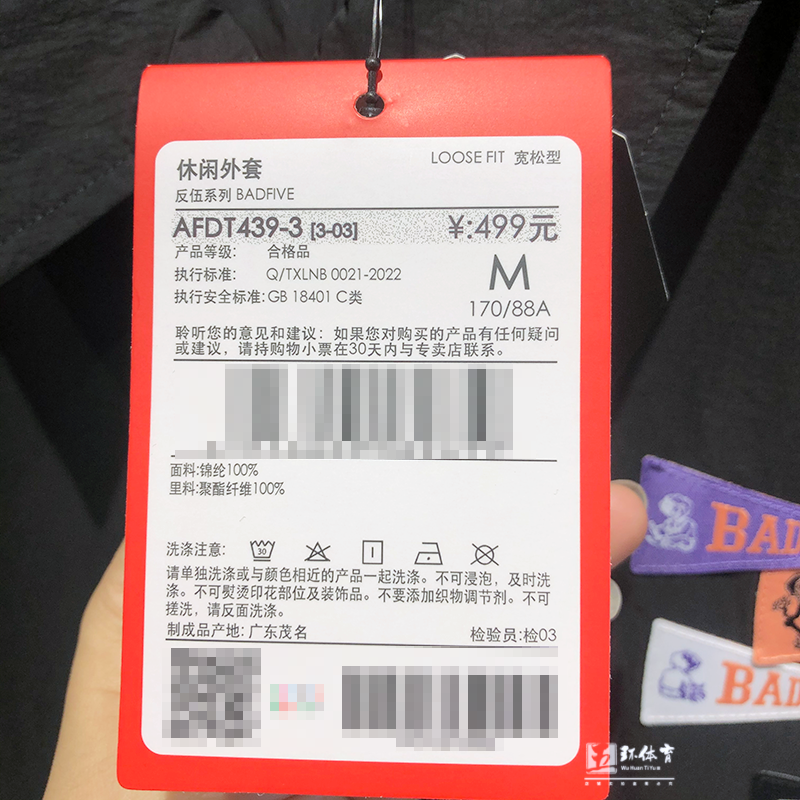 休闲外套
LOOSE FIT 宽松型
反伍系列 BADFIVE
AFDT439-3 [3-03]
¥:499元
产品等级: 合格品
执行标准: Q/TXLNB 0021-2022
M
执行安全标准:GB 18401 C类
170/88A
聆听您的意见和建议：如果您对购买的产品有任何疑问
或建议，请持购物小票在30天内与专卖店联系。
面料:锦纶100%
里料:聚酯纤维100%
洗涤注意:
30
请单独洗涤或与颜色相近的产品一起洗涤。不可浸泡，及时洗
涤。不可熨烫印花部位及装饰品。不要添加织物调节剂。不可
搓洗，请反面洗涤。
制成品产地: 广东茂名
检验员:检03
BAD
BAD
五环体育
Wu Huan Ti Yu